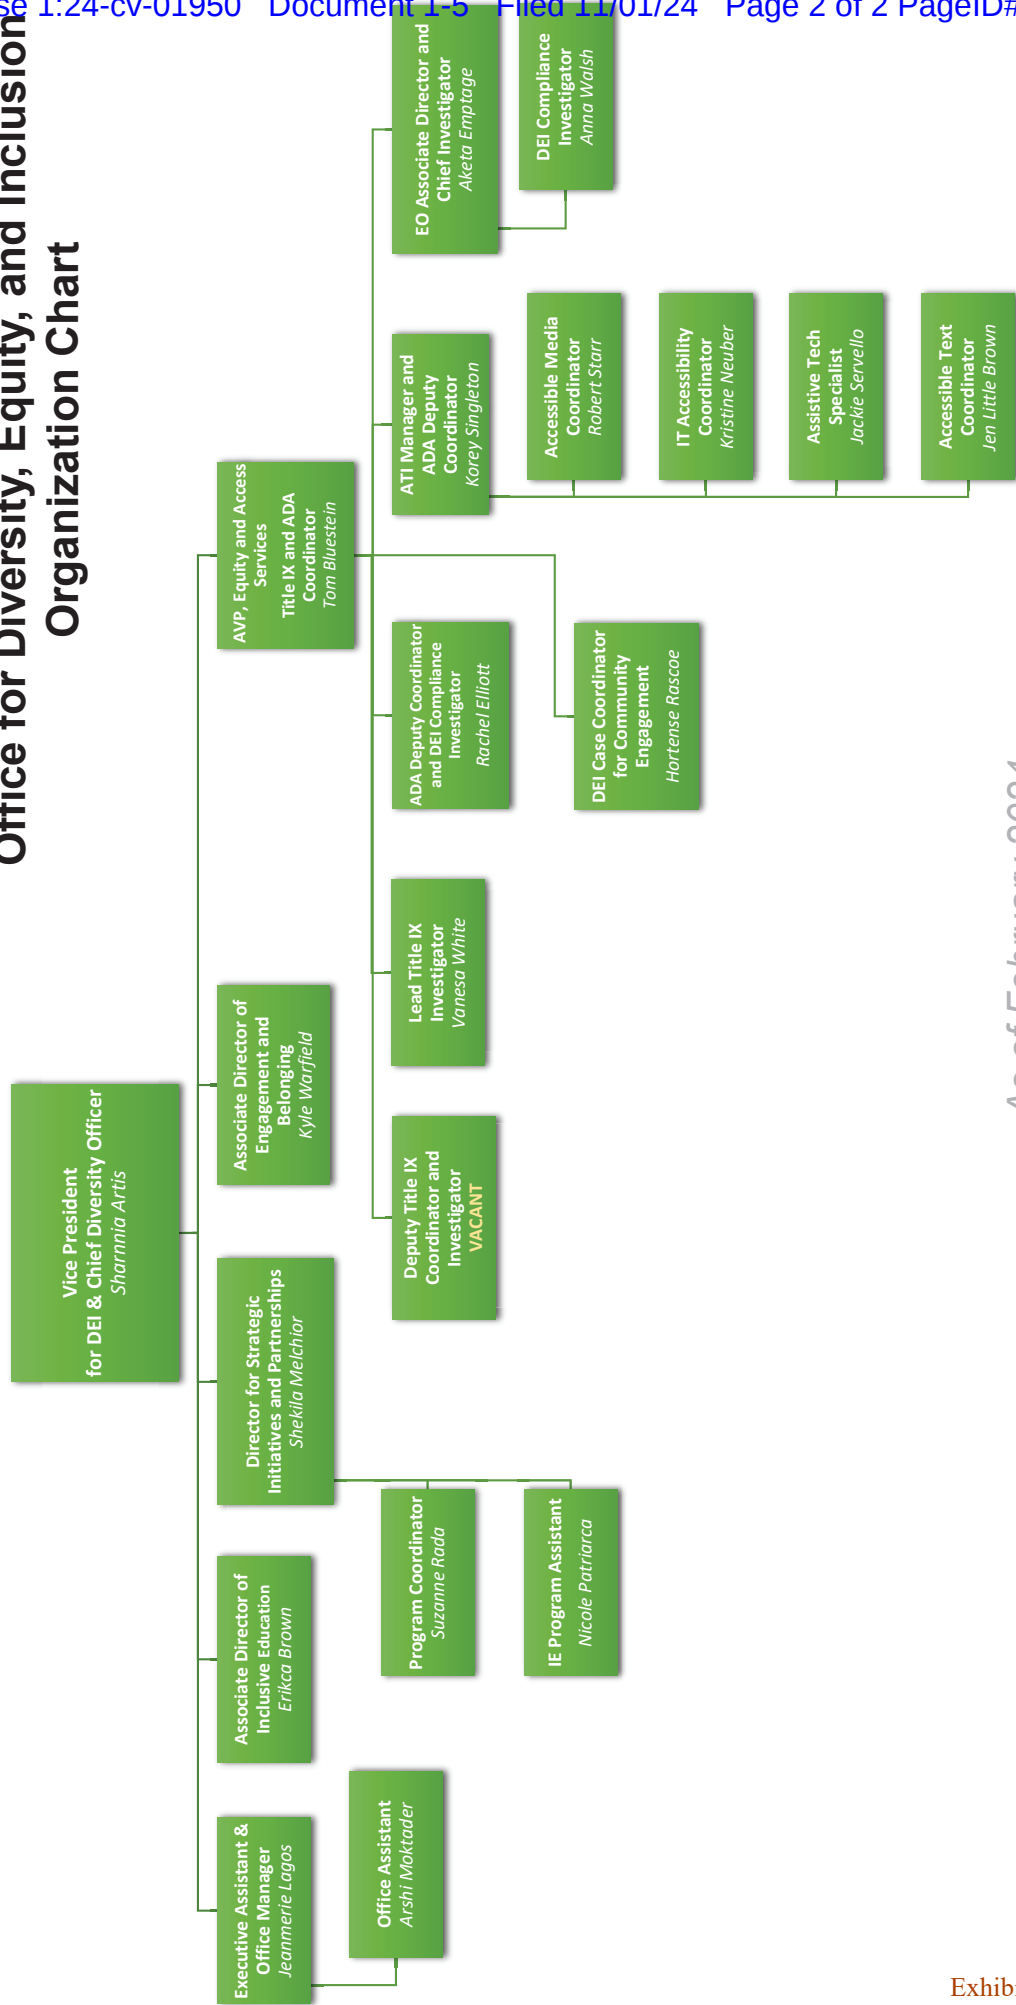 se 1:24-cv-01950 Document 1-5 Filed 11/01/24 Page 2 of 2 PageID#
Office for Diversity, Equity, and Inclusion
Organization Chart
Vice President
for DEI & Chief Diversity Officer
Sharnnia Artis
Executive Assistant &
Office Manager
Jeanmerie Lagos
Office Assistant
Arshi Moktader
Associate Director of
Inclusive Education
Erikca Brown
Director for Strategic
Initiatives and Partnerships
Shekila Melchior
Program Coordinator
Suzanne Rada
IE Program Assistant
Nicole Patriarca
Associate Director of
Engagement and
Belonging
Kyle Warfield
AVP, Equity and Access
Services
Title IX and ADA
Coordinator
Tom Bluestein
Deputy Title IX
Coordinator and
Investigator
VACANT
Lead Title IX
Investigator
Vanesa White
ADA Deputy Coordinator
and DEI Compliance
Investigator
Rachel Elliott
DEI Case Coordinator
for Community
Engagement
Hortense Rascoe
ATI Manager and
ADA Deputy
Coordinator
Korey Singleton
Accessible Media
Coordinator
Robert Starr
IT Accessibility
Coordinator
Kristine Neuber
Assistive Tech
Specialist
Jackie Servello
Accessible Text
Coordinator
Jen Little Brown
EO Associate Director and
Chief Investigator
Aketa Emptage
DEI Compliance
Investigator
Anna Walsh
As of February
Exhibi